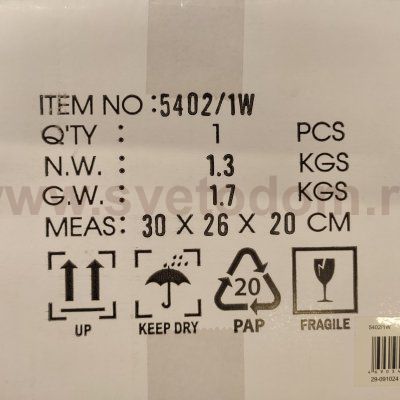 ITEM NO :5402/1W
Q'TY : 1 PCS
N.W. : 1.3 KGS
G.W. : 1.7 KGS
www.svetodom.r
MEAS: 30 X 26 X 20 CM
20
UP KEEP DRY PAP FRAGILE
5402/1W
29-091024